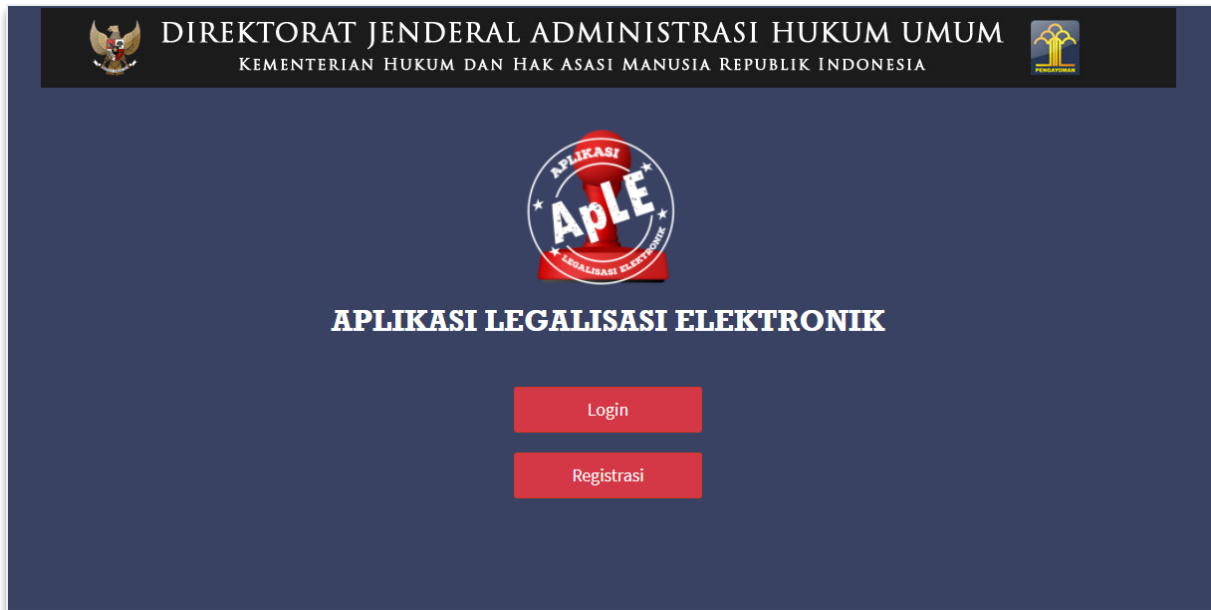 DIREKTORAT JENDERAL ADMINISTRASI HUKUM UMUM
KEMENTERIAN HUKUM DAN HAK ASASI MANUSIA REPUBLIK INDONESIA
PENGAYOMAN
APLIKASI
ApLE
LEGALISASI ELEKTRONIK
APLIKASI LEGALISASI ELEKTRONIK
Login
Registrasi